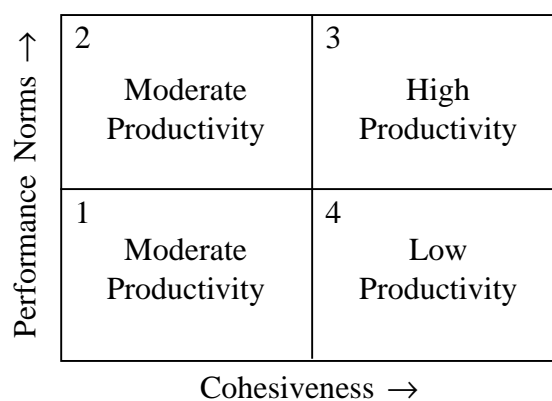 Performance Norms →
2
Moderate
Productivity
3
High
Productivity
1
Moderate
Productivity
4
Low
Productivity
Cohesiveness →